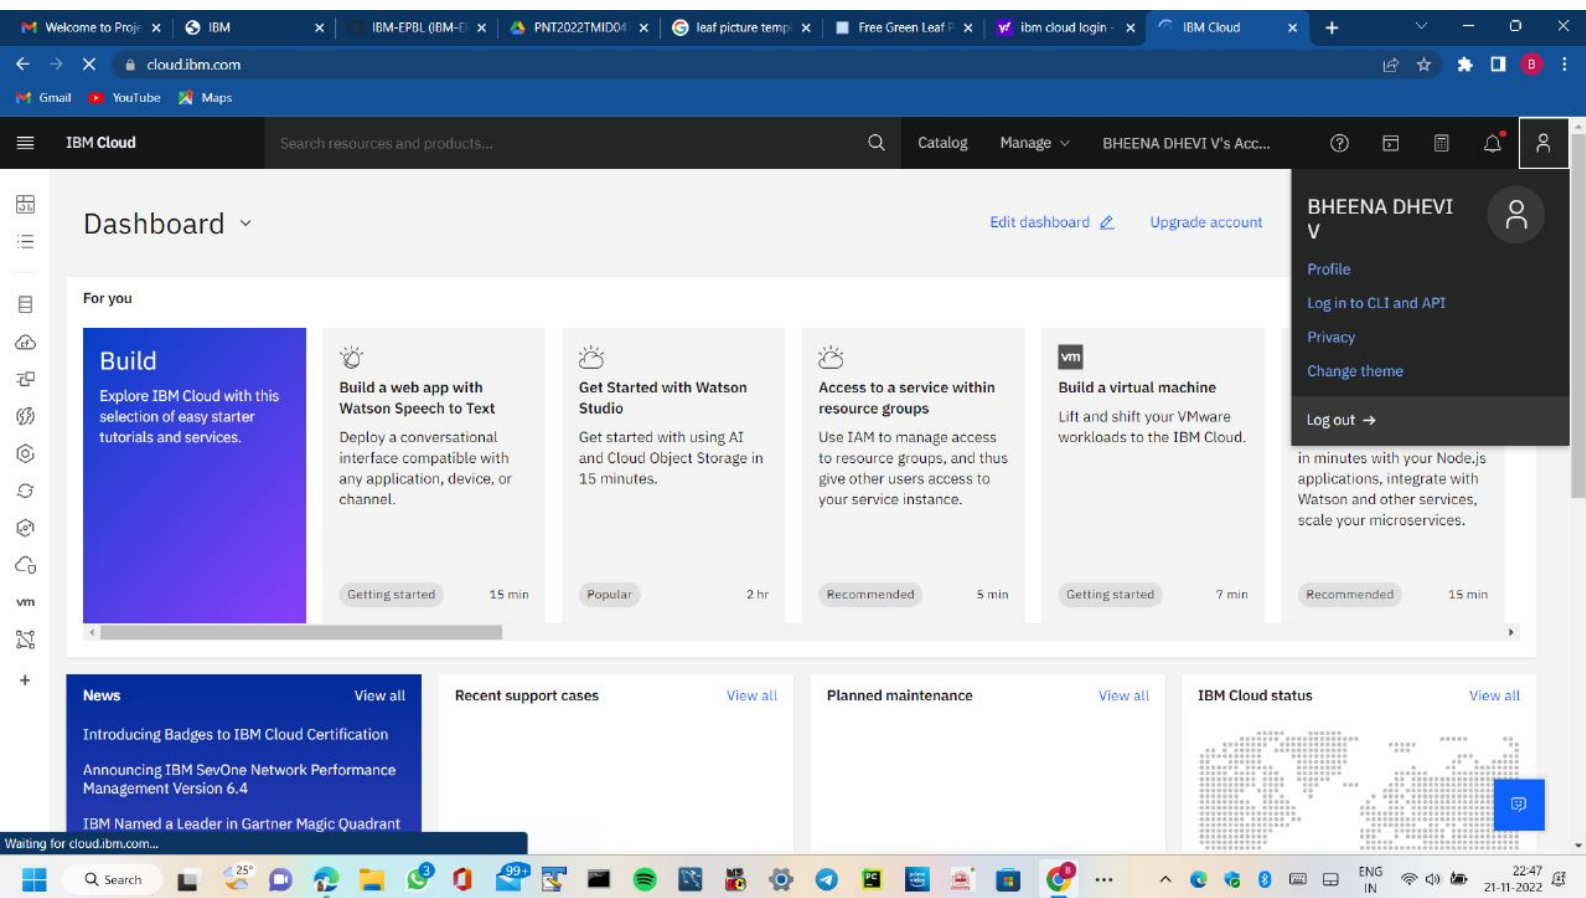 Welcome to Proje
IBM
IBM-EPBL (IBM-E
PNT2022TMID04
leaf picture templ
Free Green Leaf P
ibm cloud login -
IBM Cloud
cloud.ibm.com
B
Gmail
YouTube
Maps
IBM Cloud
Search resources and products...
Catalog
Manage
BHEENA DHEVI V's Acc...
Dashboard
Edit dashboard
Upgrade account
BHEENA DHEVI
V
Profile
Log in to CLI and API
Privacy
Change theme
Log out →
For you
Build
Explore IBM Cloud with this
selection of easy starter
tutorials and services.
Build a web app with
Watson Speech to Text
Deploy a conversational
interface compatible with
any application, device, or
channel.
Getting started
15 min
Get Started with Watson
Studio
Get started with using AI
and Cloud Object Storage in
15 minutes.
Popular
2 hr
Access to a service within
resource groups
Use IAM to manage access
to resource groups, and thus
give other users access to
your service instance.
Recommended
5 min
vm
Build a virtual machine
Lift and shift your VMware
workloads to the IBM Cloud.
Getting started
7 min
in minutes with your Node.js
applications, integrate with
Watson and other services,
scale your microservices.
Recommended
15 min
vm
News
View all
Introducing Badges to IBM Cloud Certification
Announcing IBM SevOne Network Performance
Management Version 6.4
IBM Named a Leader in Gartner Magic Quadrant
Recent support cases
View all
Planned maintenance
View all
IBM Cloud status
View all
Waiting for cloud.ibm.com...
Search
25°
3
99+
PC
prime
video
ENG
IN
22:47
21-11-2022